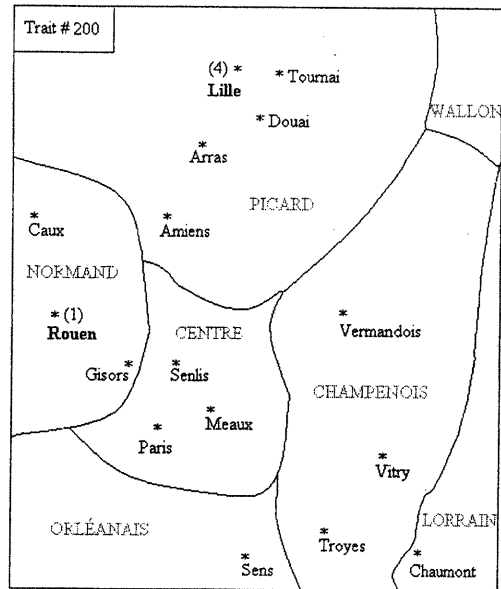 Trait # 200
(4) * * Tournai
Lille
* Douai
WALLON
* Arras
PICARD
* Caux
* Amiens
NORMAND
* (1)
Rouen
CENTRE
* Vermandois
Gisors *
* Senlis
CHAMPENOIS
* Meaux
* Paris
* Vitry
ORLÉANAIS
LORRAIN
* Troyes
* Sens
* Chaumont